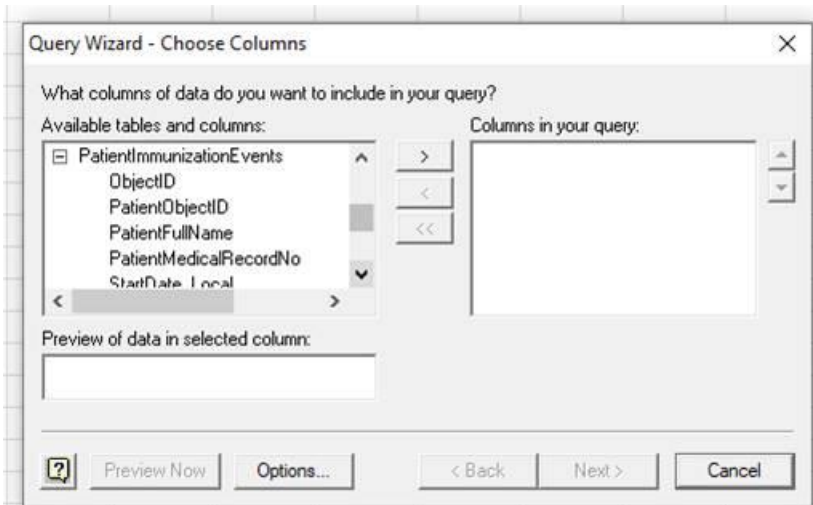 Query Wizard - Choose Columns
What columns of data do you want to include in your query?
Available tables and columns:
Columns in your query:
PatientImmunizationEvents
ObjectID
PatientObjectID
PatientFullName
PatientMedicalRecordNo
StartDate_Local
>
<
<<
Preview of data in selected column:
Preview Now
Options...
< Back
Next >
Cancel